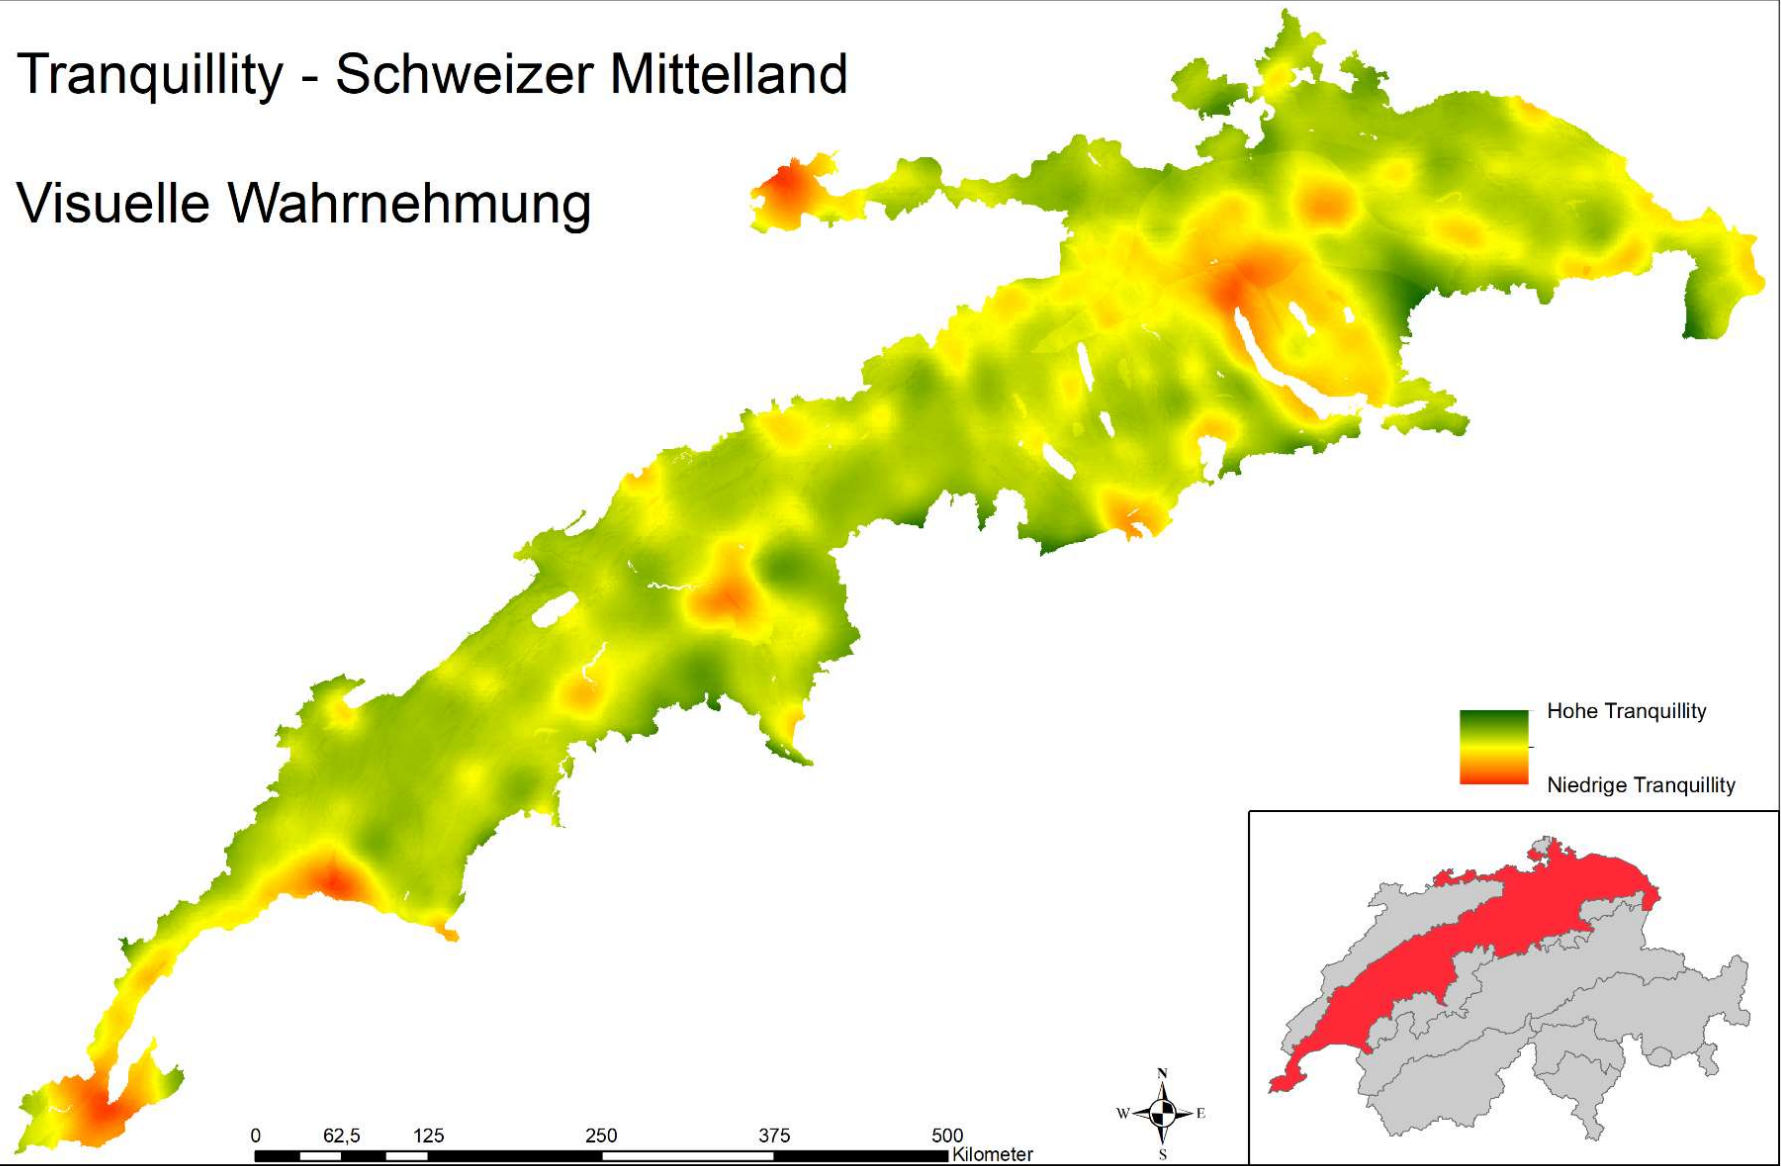 Tranquillity - Schweizer Mittelland
Visuelle Wahrnehmung
Hohe Tranquillity
Niedrige Tranquillity
N
W E
S
0 62,5 125 250 375 500
Kilometer